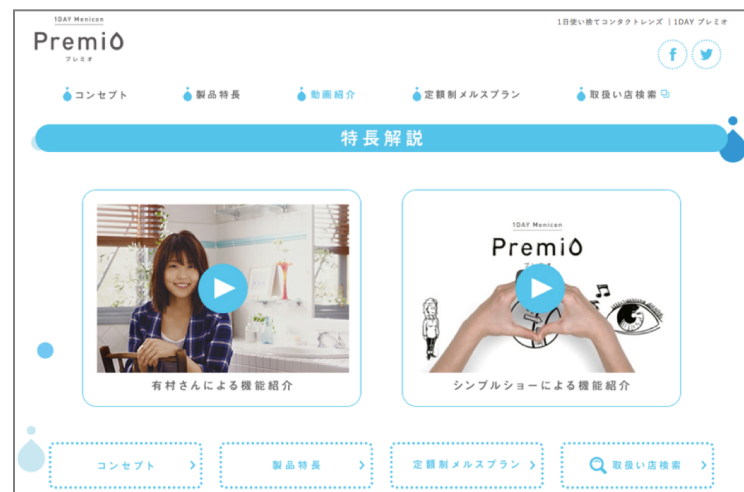 1DAY Menicon
Premio
プレミオ
1日使い捨てコンタクトレンズ | 1DAY プレミオ
コンセプト
製品特長
動画紹介
定額制メルスプラン
取扱い店検索
特長解説
1DAY Menicon
Premio
有村さんによる機能紹介
シンプルショーによる機能紹介
コンセプト
製品特長
定額制メルスプラン
取扱い店検索